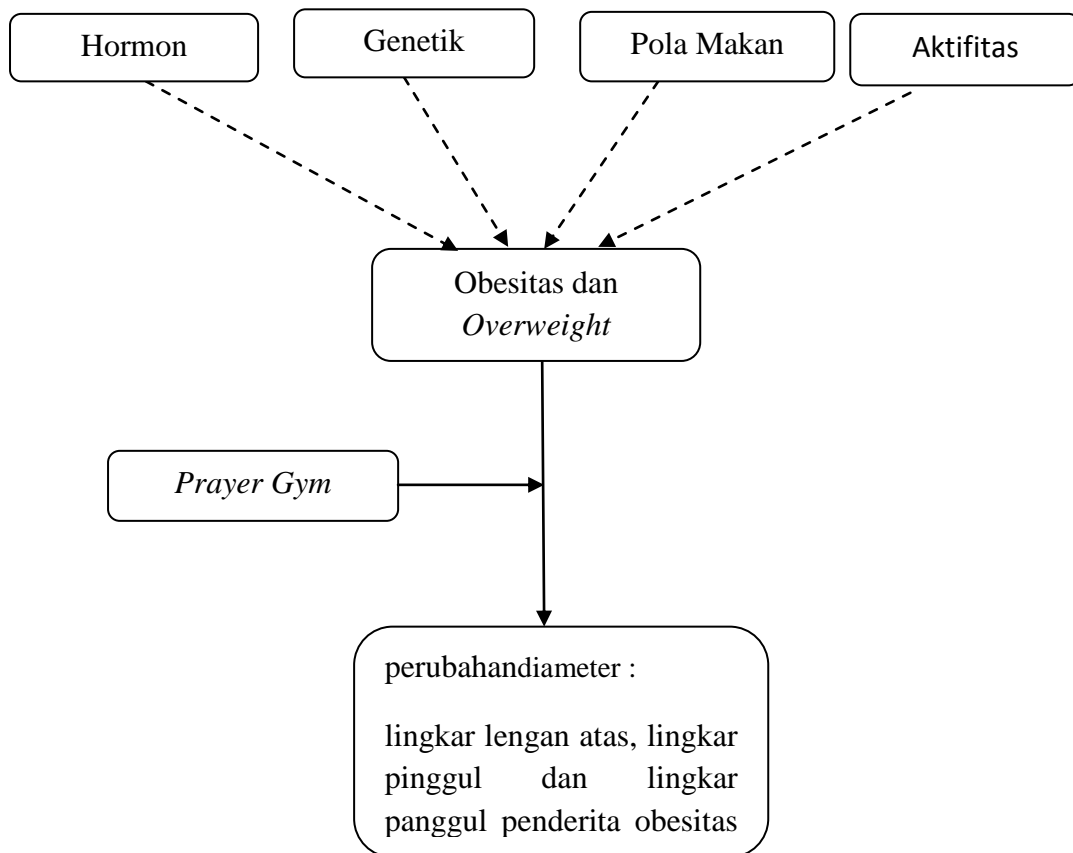 Hormon
Genetik
Pola Makan
Aktifitas
Obesitas dan
Overweight
Prayer Gym
perubahandiameter :
lingkar lengan atas, lingkar
pinggul dan lingkar
panggul penderita obesitas